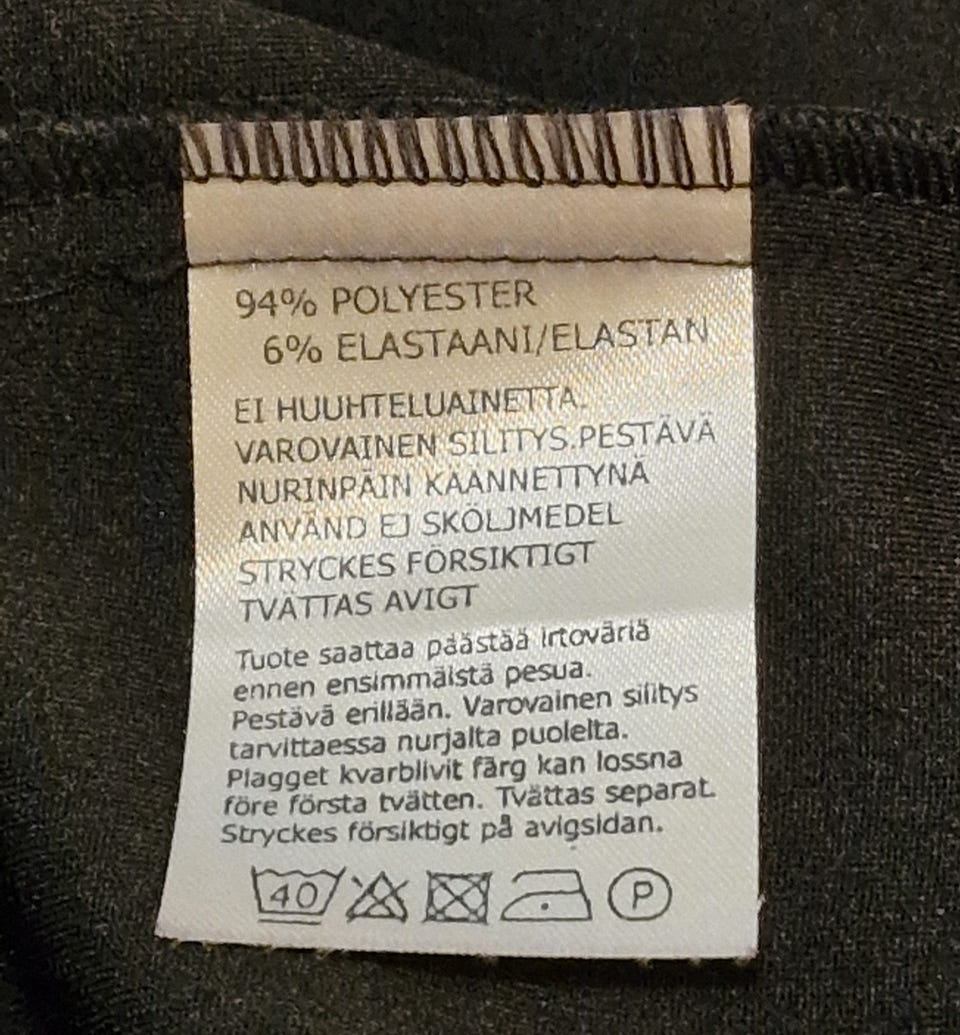 94% POLYESTER
6% ELASTAANI/ELASTAN
EI HUUHTELUAINETTA.
VAROVAINEN SILITYS.PESTÄVÄ
NURINPÄIN KÄÄNNETTYNÄ
ANVÄND EJ SKÖLJMEDEL
STRYCKES FÖRSIKTIGT
TVÄTTAS AVIGT
Tuote saattaa päästää irtoväriä
ennen ensimmäistä pesua.
Pestävä erillään. Varovainen silitys
tarvittaessa nurjalta puolelta.
Plagget kvarblivit färg kan lossna
före första tvätten. Tvättas separat.
Stryckes försiktigt på avigsidan.
40 P